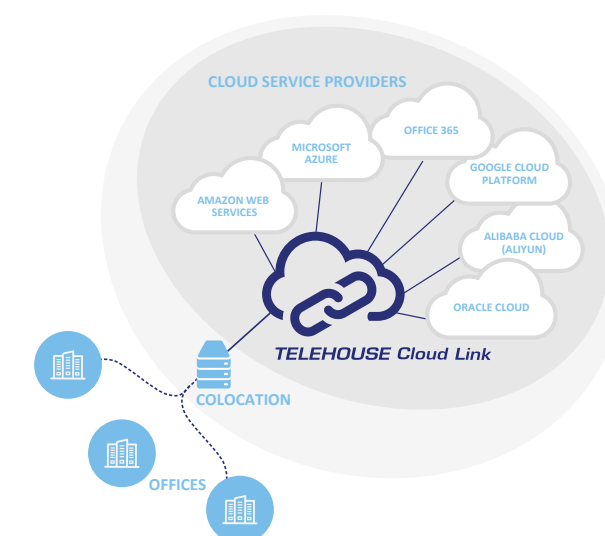 CLOUD SERVICE PROVIDERS
OFFICE 365
MICROSOFT
AZURE
GOOGLE CLOUD
PLATFORM
AMAZON WEB
SERVICES
ALIBABA CLOUD
(ALIYUN)
ORACLE CLOUD
TELEHOUSE Cloud Link
COLOCATION
OFFICES